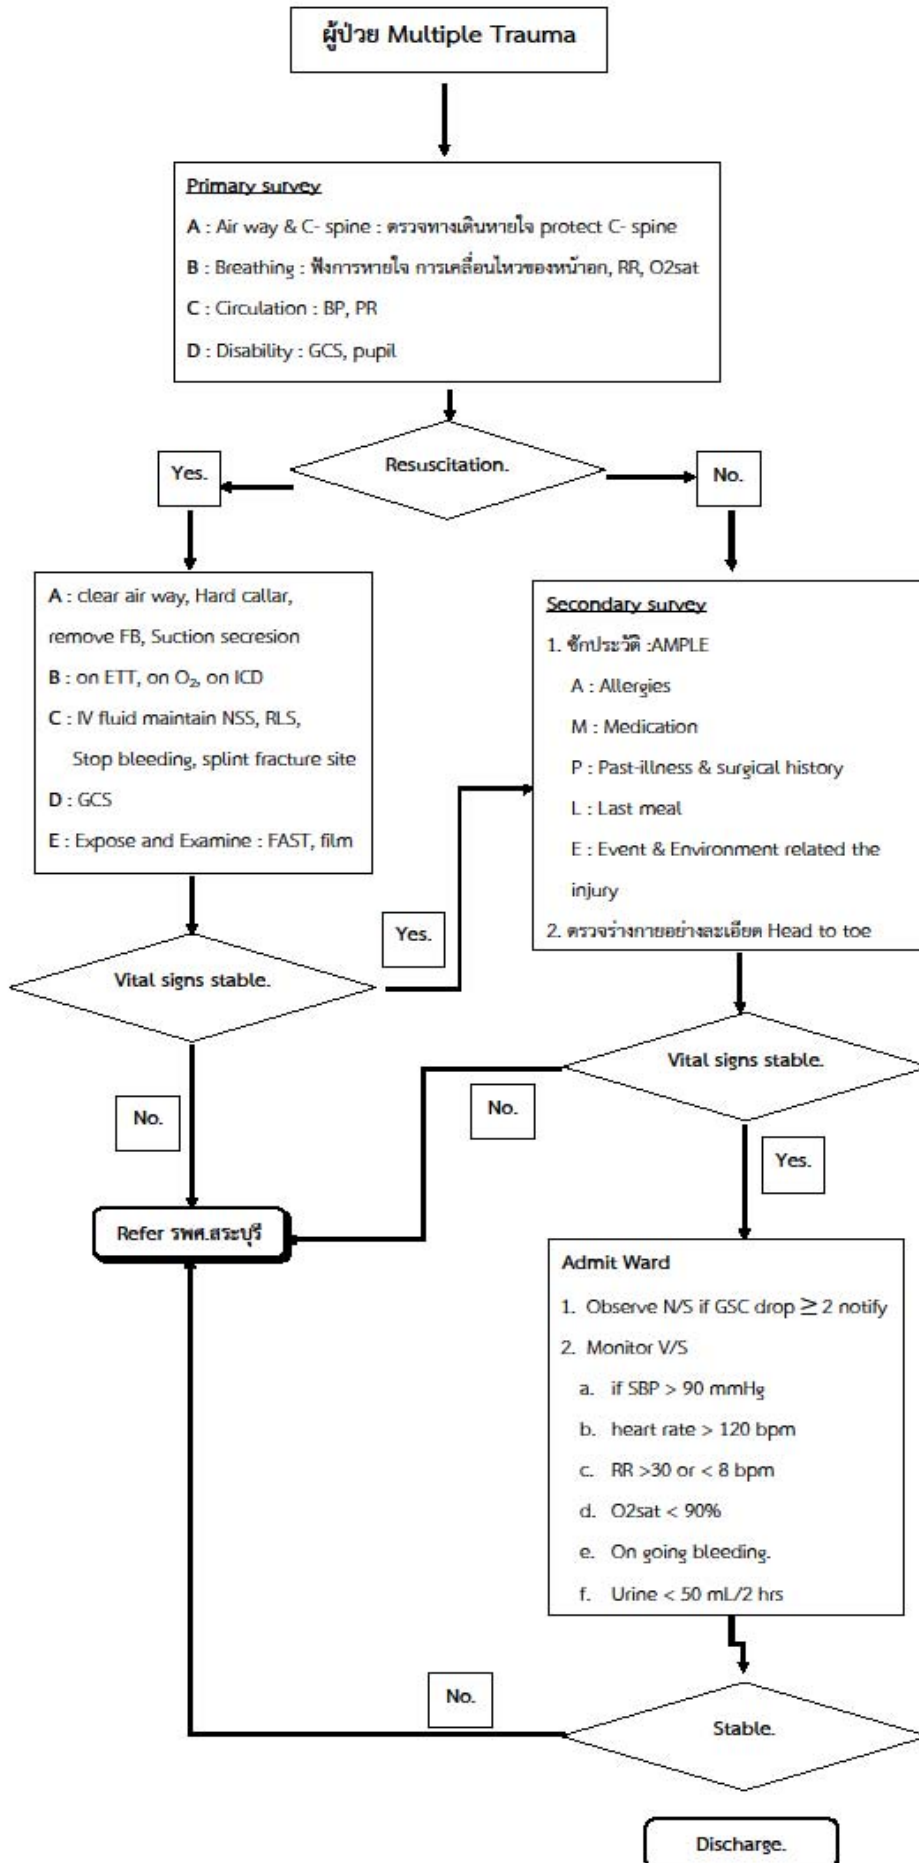 ผู้ป่วย Multiple Trauma
Primary survey
A : Air way & C- spine : ตรวจทางเดินหายใจ protect C- spine
B : Breathing : ฟังการหายใจ การเคลื่อนไหวของหน้าอก, RR, O2sat
C : Circulation : BP, PR
D : Disability : GCS, pupil
Resuscitation.
Yes.
No.
A : clear air way, Hard callar,
remove FB, Suction secresion
B : on ETT, on O₂, on ICD
C : IV fluid maintain NSS, RLS,
Stop bleeding, splint fracture site
D : GCS
E : Expose and Examine : FAST, film
Secondary survey
1. ซักประวัติ :AMPLE
A : Allergies
M : Medication
P : Past-illness & surgical history
L : Last meal
E : Event & Environment related the
injury
2. ตรวจร่างกายอย่างละเอียด Head to toe
Vital signs stable.
Yes.
No.
Vital signs stable.
No.
Yes.
Refer รพศ.สระบุรี
Admit Ward
1. Observe N/S if GSC drop ≥ 2 notify
2. Monitor V/S
a. if SBP > 90 mmHg
b. heart rate > 120 bpm
c. RR >30 or < 8 bpm
d. O2sat < 90%
e. On going bleeding.
f. Urine < 50 mL/2 hrs
No.
Stable.
Discharge.